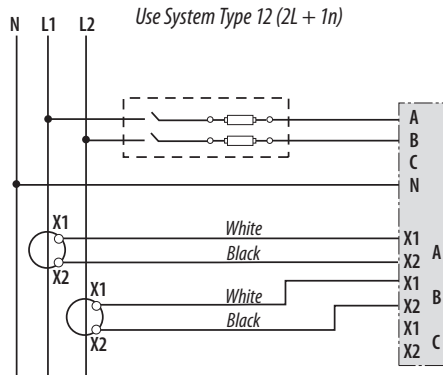 Use System Type 12 (2L + 1n)
N L1 L2
A
B
C
N
X1 White X1
X2 Black X2 A
X1 White X1
X2 Black X2 B
X1
X2 C